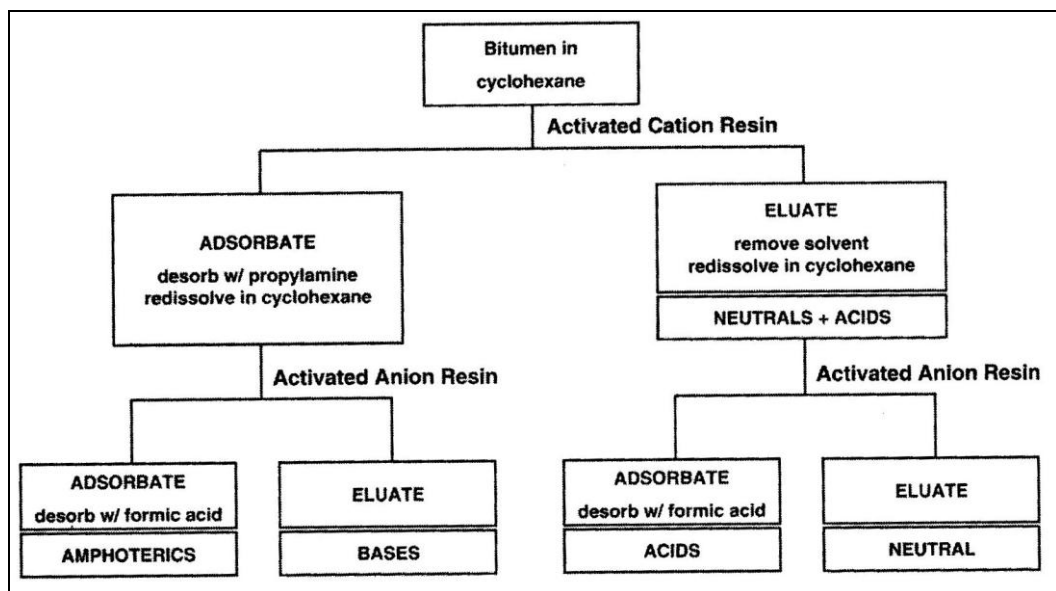 Bitumen in
cyclohexane
Activated Cation Resin
ADSORBATE
desorb w/ propylamine
redissolve in cyclohexane
ELUATE
remove solvent
redissolve in cyclohexane
NEUTRALS + ACIDS
Activated Anion Resin
Activated Anion Resin
ADSORBATE
desorb w/ formic acid
AMPHOTERICS
ELUATE
BASES
ADSORBATE
desorb w/ formic acid
ACIDS
ELUATE
NEUTRAL